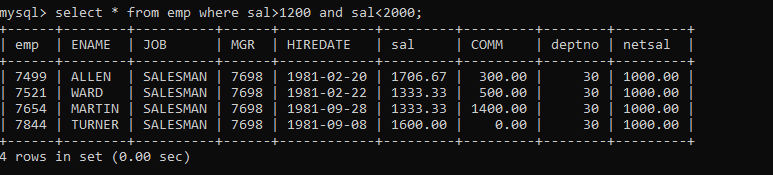 mysql> select * from emp where sal>1200 and sal<2000;
+------+--------+----------+------+------------+---------+---------+--------+---------+
| emp  | ENAME  | JOB      | MGR  | HIREDATE   | sal     | COMM    | deptno | netsal  |
+------+--------+----------+------+------------+---------+---------+--------+---------+
| 7499 | ALLEN  | SALESMAN | 7698 | 1981-02-20 | 1706.67 |  300.00 |     30 | 1000.00 |
| 7521 | WARD   | SALESMAN | 7698 | 1981-02-22 | 1333.33 |  500.00 |     30 | 1000.00 |
| 7654 | MARTIN | SALESMAN | 7698 | 1981-09-28 | 1333.33 | 1400.00 |     30 | 1000.00 |
| 7844 | TURNER | SALESMAN | 7698 | 1981-09-08 | 1600.00 |    0.00 |     30 | 1000.00 |
+------+--------+----------+------+------------+---------+---------+--------+---------+
4 rows in set (0.00 sec)